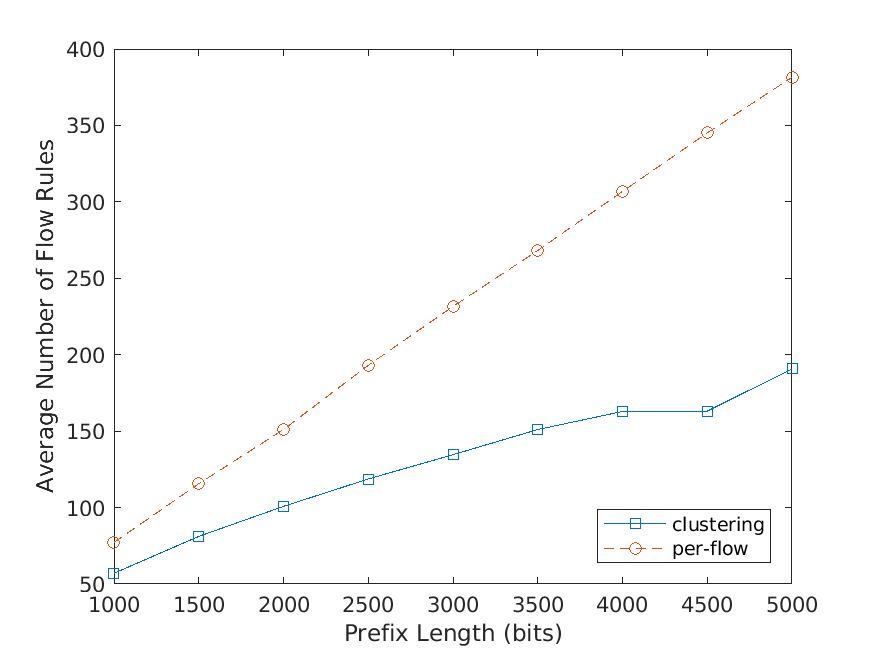 400
350
300
250
200
150
100
50
Average Number of Flow Rules
clustering
per-flow
1000 1500 2000 2500 3000 3500 4000 4500 5000
Prefix Length (bits)